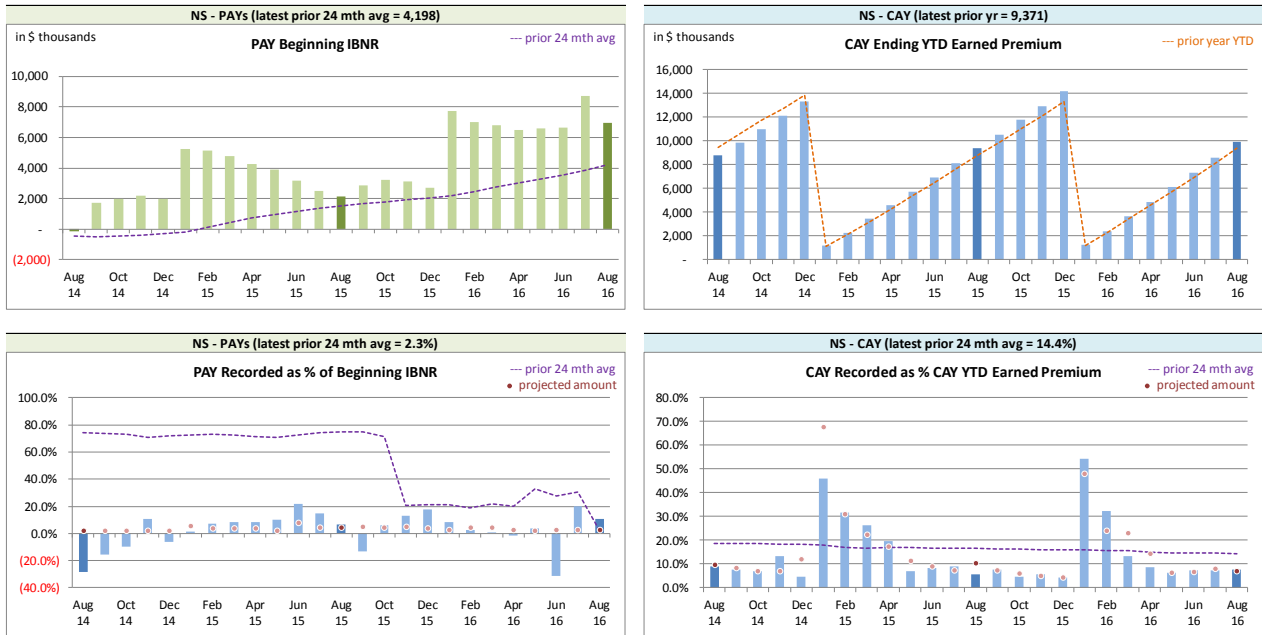 NS - PAYs (latest prior 24 mth avg = 4,198)
in $ thousands
PAY Beginning IBNR
--- prior 24 mth avg
10,000
8,000
6,000
4,000
2,000
-
(2,000)
Aug Oct Dec Feb Apr Jun Aug Oct Dec Feb Apr Jun Aug
14 14 14 15 15 15 15 15 15 16 16 16 16
NS - CAY (latest prior yr = 9,371)
in $ thousands
CAY Ending YTD Earned Premium
--- prior year YTD
16,000
14,000
12,000
10,000
8,000
6,000
4,000
2,000
-
Aug Oct Dec Feb Apr Jun Aug Oct Dec Feb Apr Jun Aug
14 14 14 15 15 15 15 15 15 16 16 16 16
NS - PAYs (latest prior 24 mth avg = 2.3%)
PAY Recorded as % of Beginning IBNR
--- prior 24 mth avg
• projected amount
100.0%
80.0%
60.0%
40.0%
20.0%
0.0%
(20.0%)
(40.0%)
Aug Oct Dec Feb Apr Jun Aug Oct Dec Feb Apr Jun Aug
14 14 14 15 15 15 15 15 15 16 16 16 16
NS - CAY (latest prior 24 mth avg = 14.4%)
CAY Recorded as % CAY YTD Earned Premium
--- prior 24 mth avg
• projected amount
80.0%
70.0%
60.0%
50.0%
40.0%
30.0%
20.0%
10.0%
0.0%
Aug Oct Dec Feb Apr Jun Aug Oct Dec Feb Apr Jun Aug
14 14 14 15 15 15 15 15 15 16 16 16 16